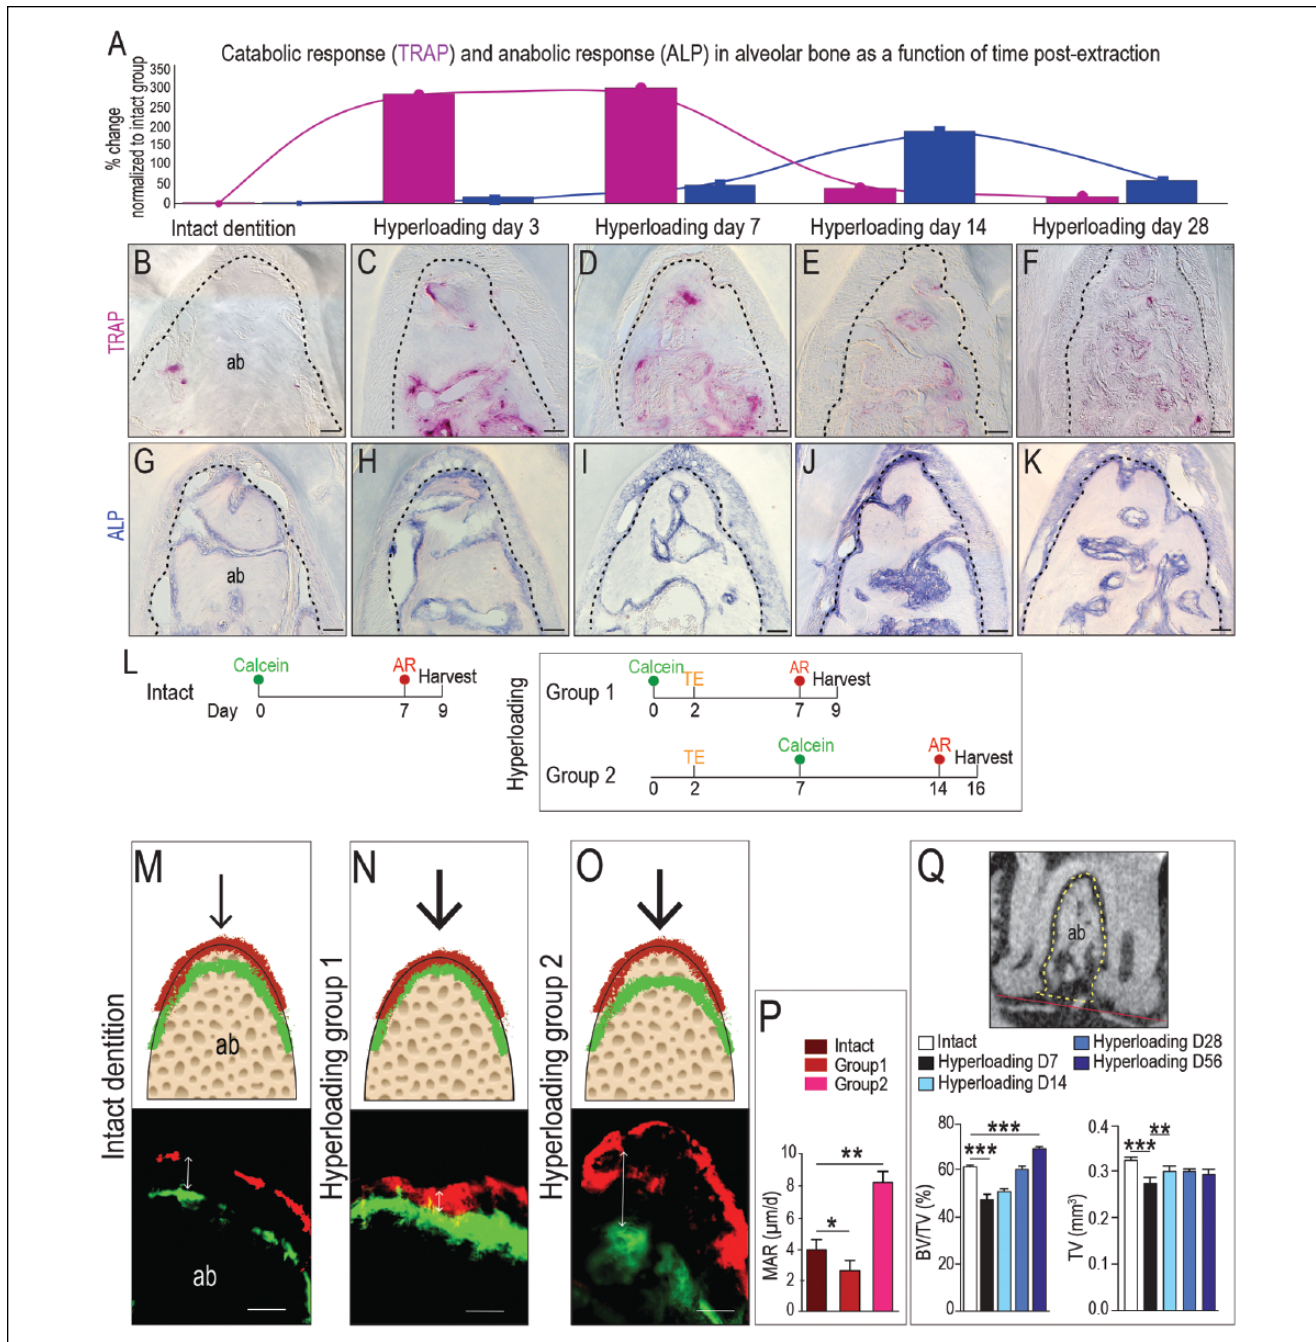 A
Catabolic response (TRAP) and anabolic response (ALP) in alveolar bone as a function of time post-extraction
% change
normalized to intact group
350
300
250
200
150
100
50
0
Intact dentition Hyperloading day 3 Hyperloading day 7 Hyperloading day 14 Hyperloading day 28
TRAP
B C D E F
ab
ALP
G H I J K
ab
L
Intact
Calcein AR
Harvest
Day 0 7 9
Hyperloading
Group 1
Calcein TE AR
Harvest
0 2 7 9
Group 2
TE Calcein AR
Harvest
0 2 7 14 16
Intact dentition
M
ab
ab
Hyperloading group 1
N
Hyperloading group 2
O
P
Intact
Group1
Group2
MAR (µm/d)
10
8
6
4
2
0
*
**
Q
ab
Intact
Hyperloading D7
Hyperloading D14
Hyperloading D28
Hyperloading D56
BV/TV (%)
80
60
40
20
0
***
***
TV (mm³)
0.4
0.3
0.2
0.1
0.0
***
**